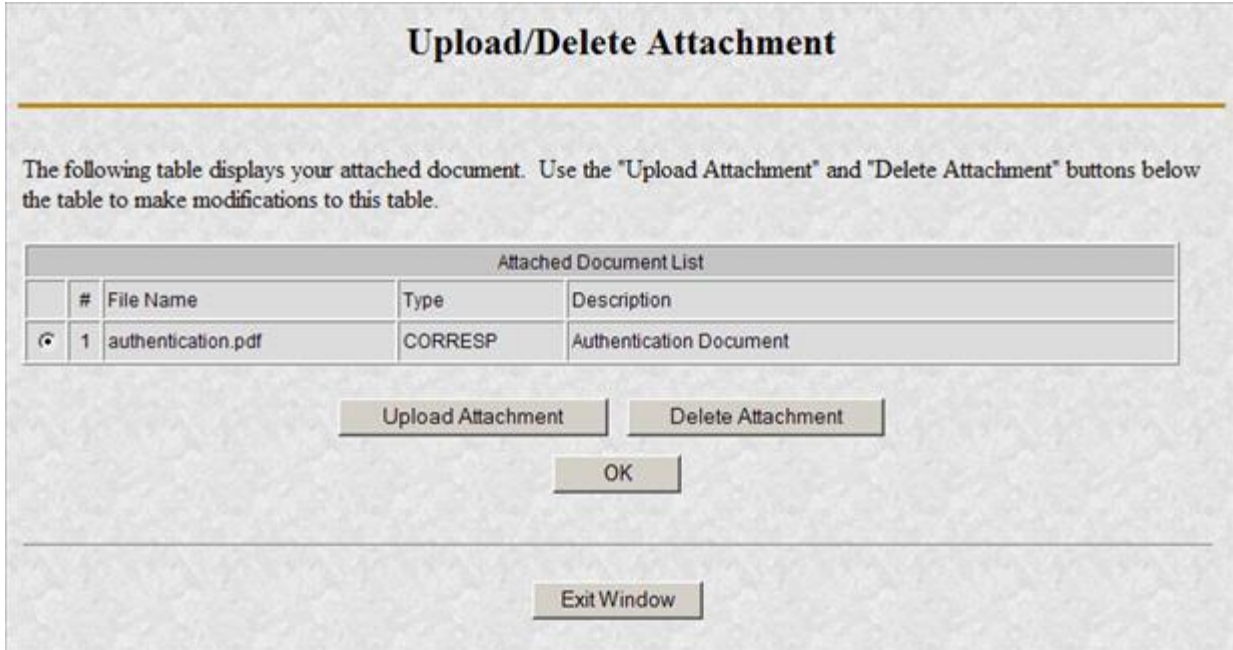 Upload/Delete Attachment
The following table displays your attached document.  Use the "Upload Attachment" and "Delete Attachment" buttons below
the table to make modifications to this table.
Attached Document List
# File Name Type Description
1 authentication.pdf CORRESP Authentication Document
Upload Attachment Delete Attachment
OK
Exit Window